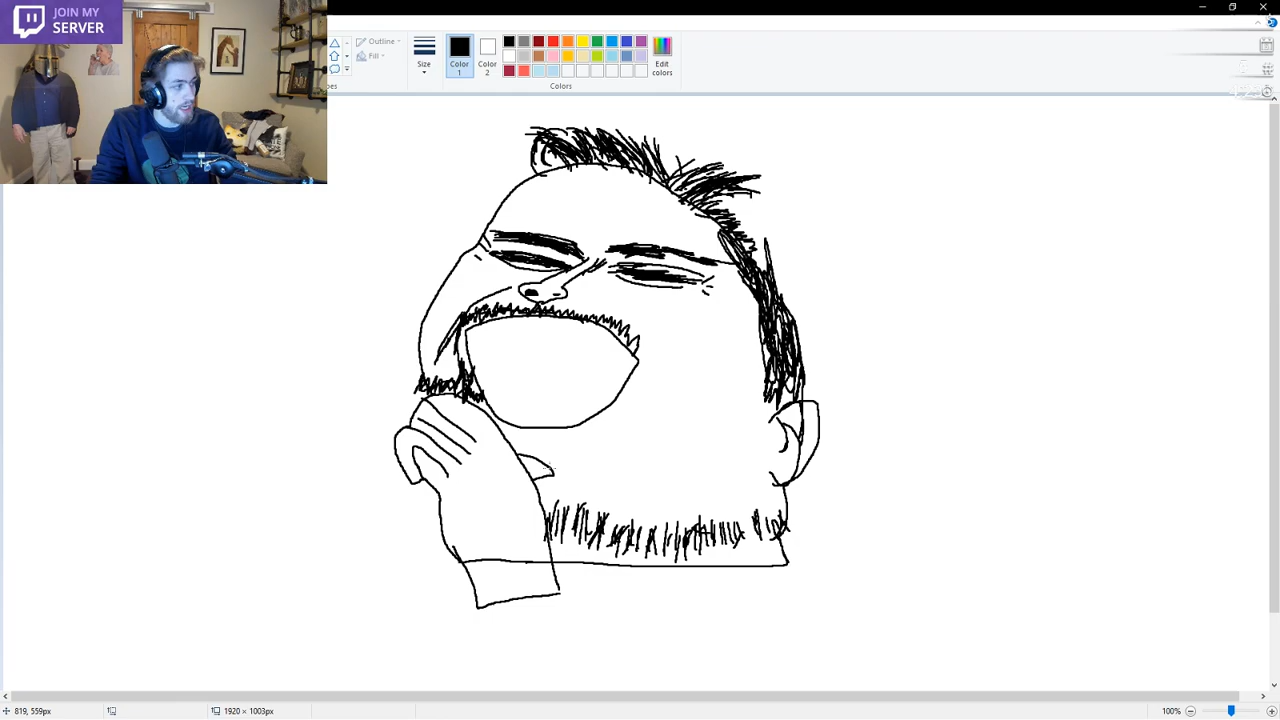 JOIN MY
SERVER
Outline
Fill
Size
Color
1
Color
2
Edit
colors
Colors
819, 559px
1920 × 1003px
100%